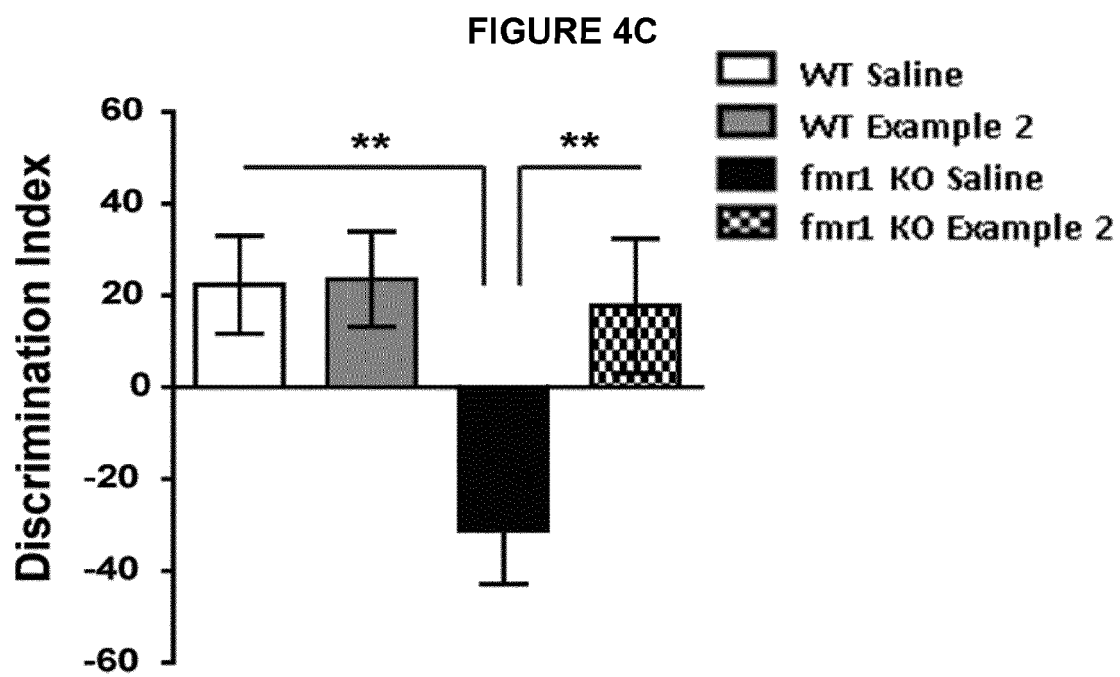 FIGURE 4C
WT Saline
WT Example 2
fmr1 KO Saline
fmr1 KO Example 2
Discrimination Index
60
40
20
0
-20
-40
-60
**
**